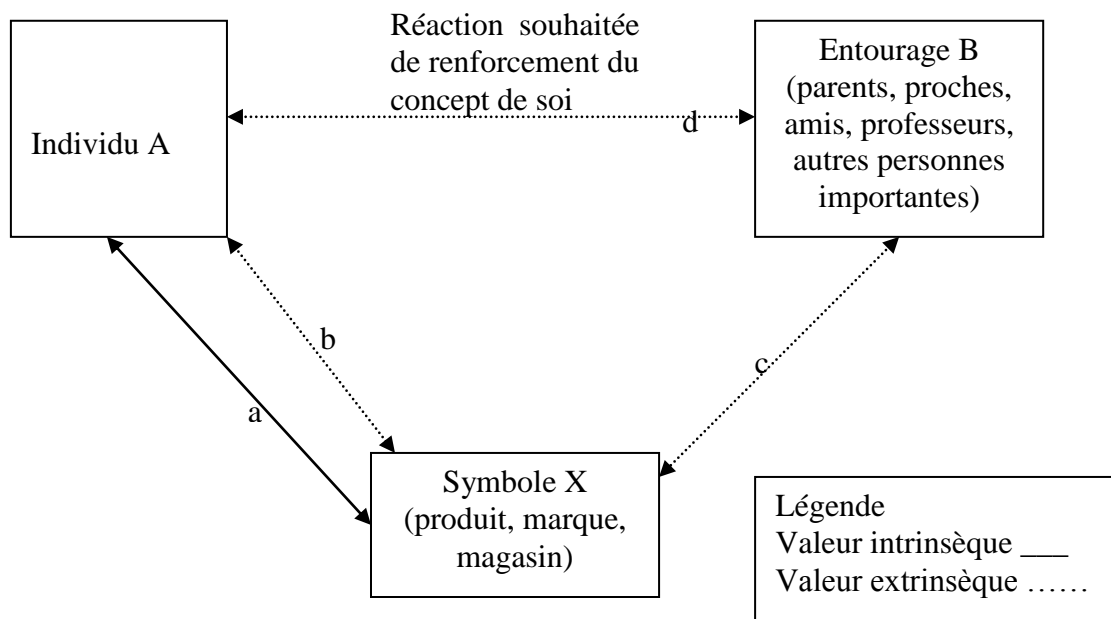 Réaction souhaitée
de renforcement du
concept de soi
d
Individu A
Entourage B
(parents, proches,
amis, professeurs,
autres personnes
importantes)
b
a
c
Symbole X
(produit, marque,
magasin)
Légende
Valeur intrinsèque ___
Valeur extrinsèque ……